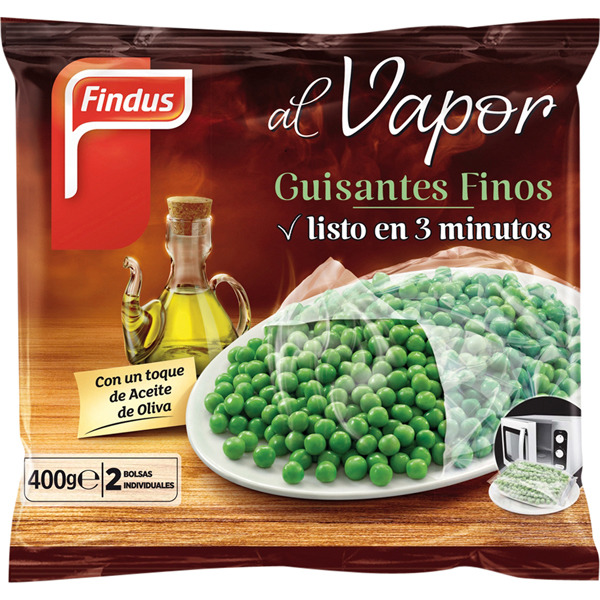 Findus
al Vapor
Guisantes Finos
√ listo en 3 minutos
Con un toque
de Aceite
de Oliva
400g℮ 2 BOLSAS
INDIVIDUALES